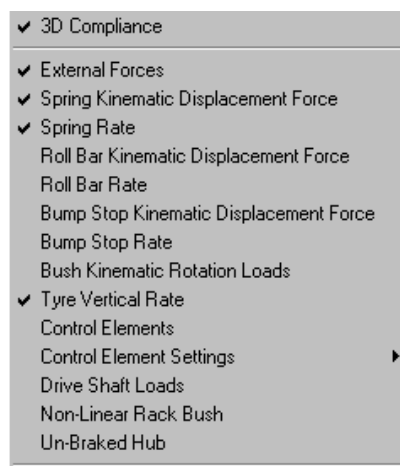 3D Compliance
External Forces
Spring Kinematic Displacement Force
Spring Rate
Roll Bar Kinematic Displacement Force
Roll Bar Rate
Bump Stop Kinematic Displacement Force
Bump Stop Rate
Bush Kinematic Rotation Loads
Tyre Vertical Rate
Control Elements
Control Element Settings
Drive Shaft Loads
Non-Linear Rack Bush
Un-Braked Hub